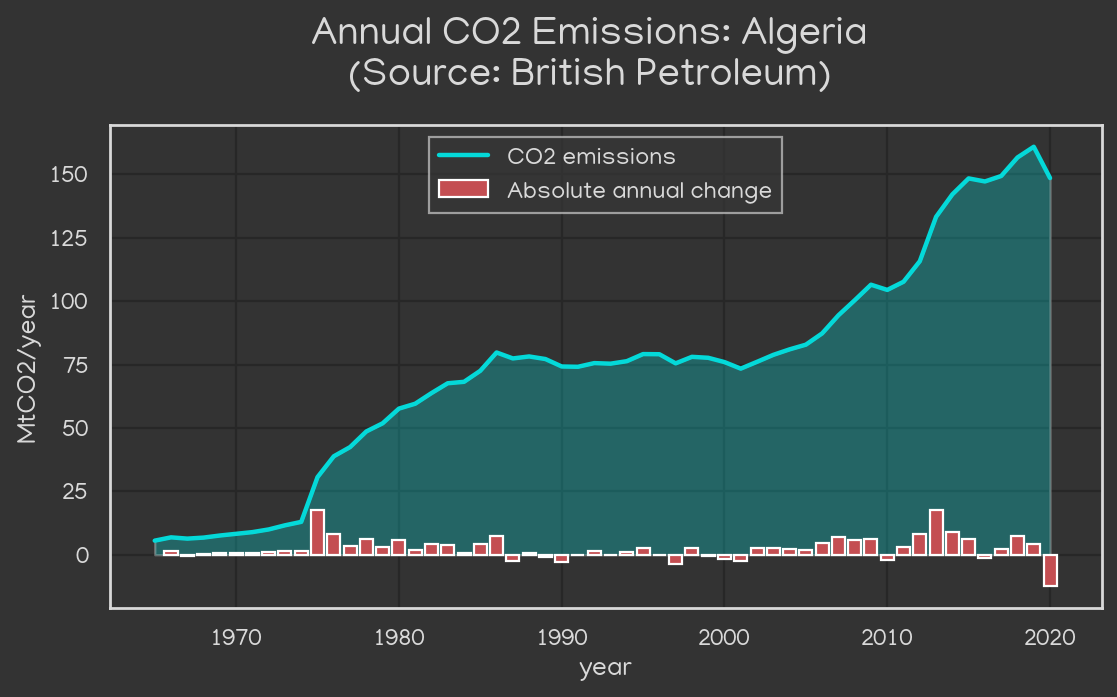 Annual CO2 Emissions: Algeria
(Source: British Petroleum)
CO2 emissions
Absolute annual change
MtCO2/year
150
125
100
75
50
25
0
1970 1980 1990 2000 2010 2020
year